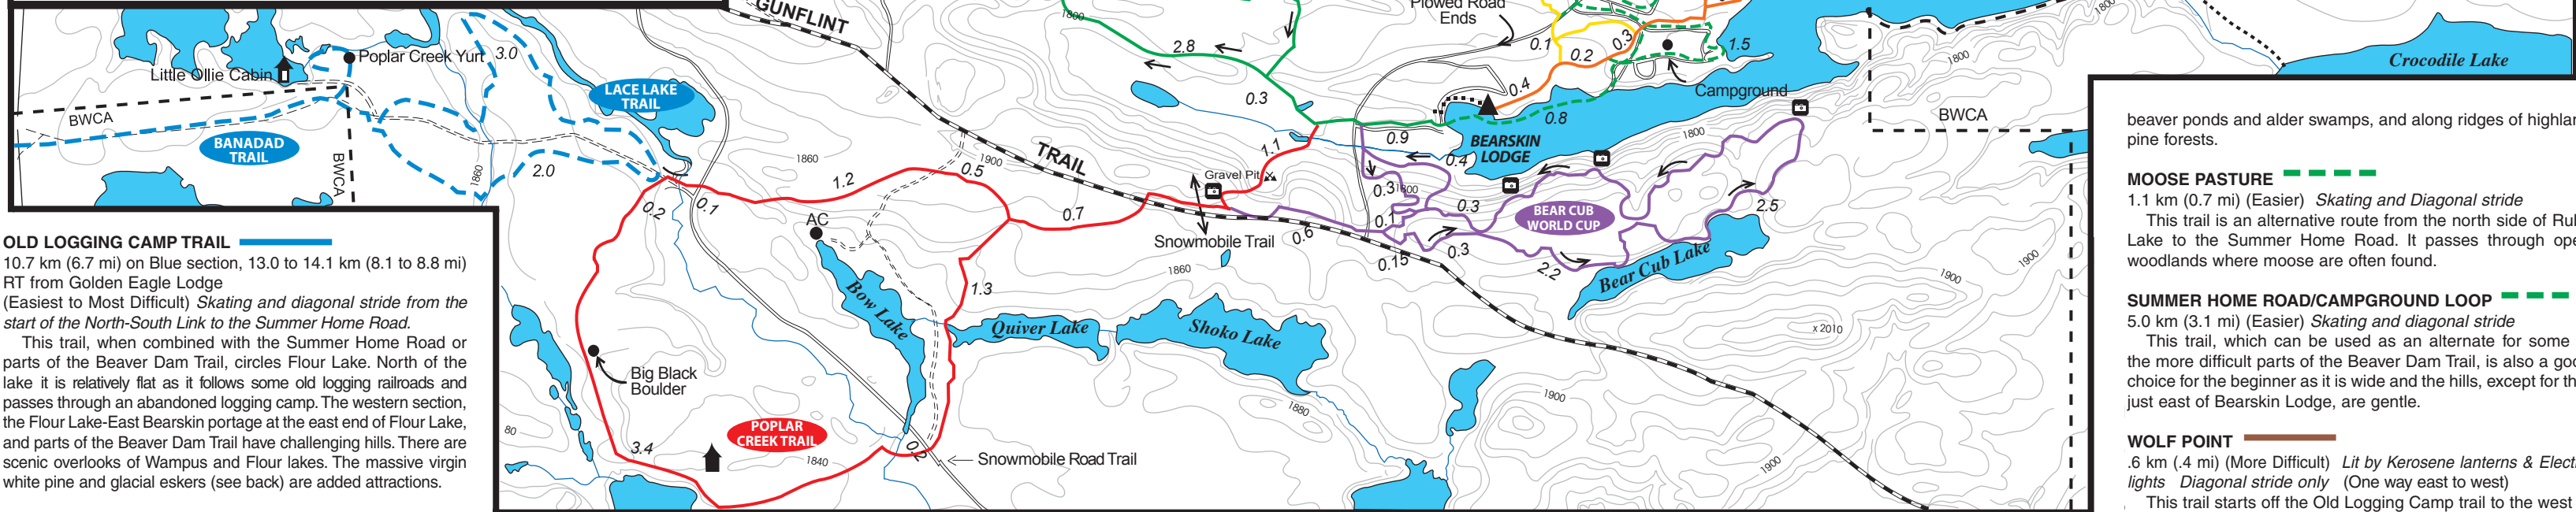 GUNFLINT
TRAIL
Little Ollie Cabin
Poplar Creek Yurt
3.0
BWCA
BANADAD
TRAIL
BWCA
1860
2.0
LACE LAKE
TRAIL
OLD LOGGING CAMP TRAIL
10.7 km (6.7 mi) on Blue section, 13.0 to 14.1 km (8.1 to 8.8 mi)
RT from Golden Eagle Lodge
(Easiest to Most Difficult) Skating and diagonal stride from the
start of the North-South Link to the Summer Home Road.
This trail, when combined with the Summer Home Road or
parts of the Beaver Dam Trail, circles Flour Lake. North of the
lake it is relatively flat as it follows some old logging railroads and
passes through an abandoned logging camp. The western section,
the Flour Lake-East Bearskin portage at the east end of Flour Lake,
and parts of the Beaver Dam Trail have challenging hills. There are
scenic overlooks of Wampus and Flour lakes. The massive virgin
white pine and glacial eskers (see back) are added attractions.
1800
2.8
0.3
Plowed Road
Ends
0.1
0.2
0.3
1.5
0.4
Campground
0.8
BEARSKIN
LODGE
0.9
0.4
1800
1800
1800
BWCA
Crocodile Lake
1860
1900
1.2
0.5
1.1
Gravel Pit
0.2
0.1
AC
0.7
Snowmobile Trail
0.6
0.3
1800
0.1
0.3
0.15
0.3
BEAR CUB
WORLD CUP
2.5
2.2
Bear Cub Lake
1860
1.3
Bow Lake
Quiver Lake
Shoko Lake
x 2010
1900
1900
1900
1900
1880
Big Black
Boulder
80
3.4
POPLAR
CREEK TRAIL
1840
0.2
Snowmobile Road Trail
beaver ponds and alder swamps, and along ridges of
pine forests.
MOOSE PASTURE
1.1 km (0.7 mi) (Easier) Skating and Diagonal stride
This trail is an alternative route from the north side of
Lake to the Summer Home Road. It passes through
woodlands where moose are often found.
SUMMER HOME ROAD/CAMPGROUND LOOP
5.0 km (3.1 mi) (Easier) Skating and diagonal stride
This trail, which can be used as an alternate for some
the more difficult parts of the Beaver Dam Trail, is also a
choice for the beginner as it is wide and the hills, except for
just east of Bearskin Lodge, are gentle.
WOLF POINT
.6 km (.4 mi) (More Difficult) Lit by Kerosene lanterns &
lights Diagonal stride only (One way east to west)
This trail starts off the Old Logging Camp trail to the west